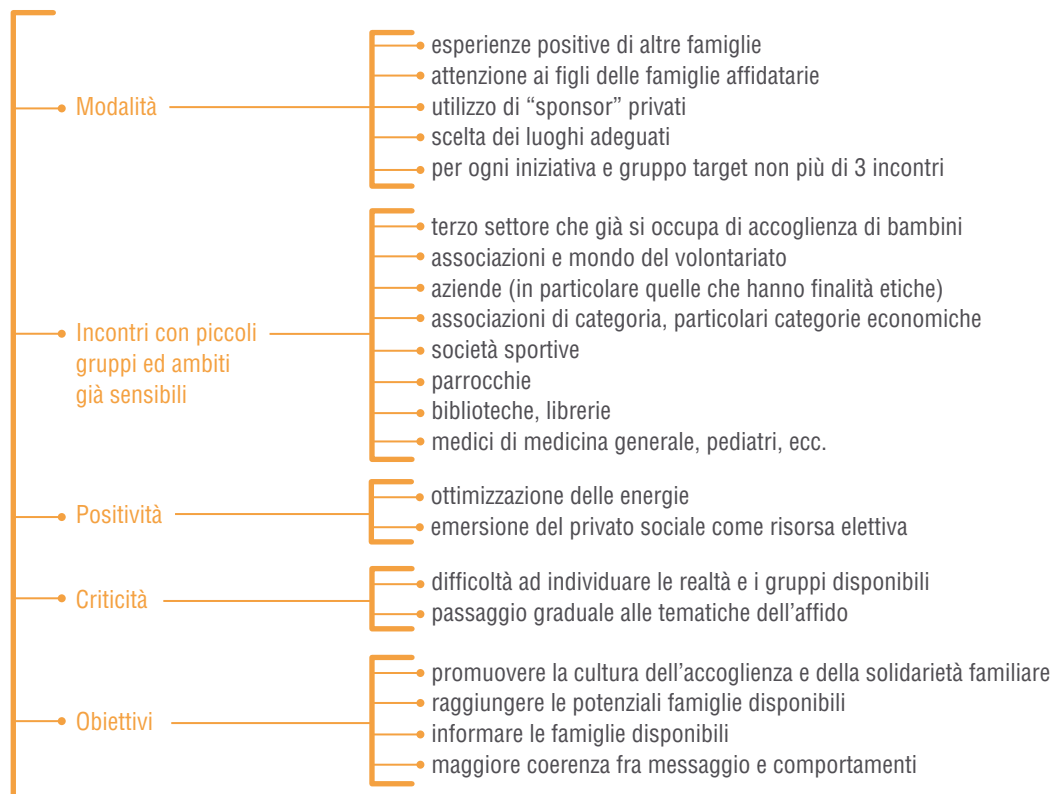 Modalità
esperienze positive di altre famiglie
attenzione ai figli delle famiglie affidatarie
utilizzo di “sponsor” privati
scelta dei luoghi adeguati
per ogni iniziativa e gruppo target non più di 3 incontri
Incontri con piccoli
gruppi ed ambiti
già sensibili
terzo settore che già si occupa di accoglienza di bambini
associazioni e mondo del volontariato
aziende (in particolare quelle che hanno finalità etiche)
associazioni di categoria, particolari categorie economiche
società sportive
parrocchie
biblioteche, librerie
medici di medicina generale, pediatri, ecc.
Positività
ottimizzazione delle energie
emersione del privato sociale come risorsa elettiva
Criticità
difficoltà ad individuare le realtà e i gruppi disponibili
passaggio graduale alle tematiche dell’affido
Obiettivi
promuovere la cultura dell’accoglienza e della solidarietà familiare
raggiungere le potenziali famiglie disponibili
informare le famiglie disponibili
maggiore coerenza fra messaggio e comportamenti